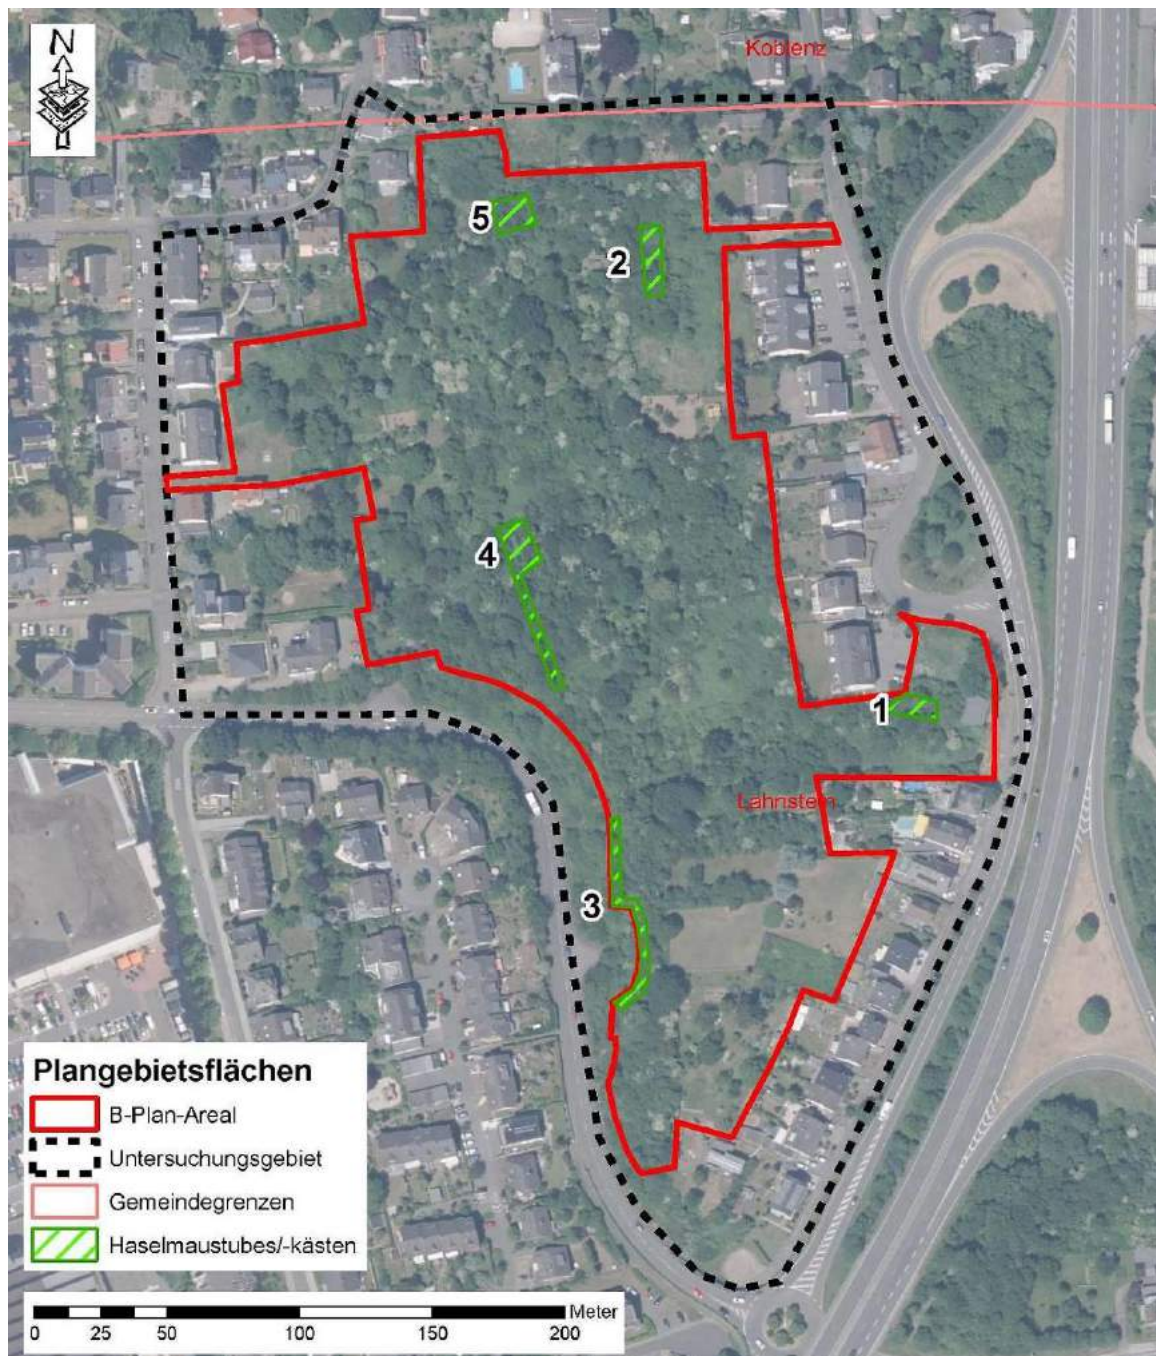 N
Koblenz
5
2
4
1
Lahnstein
3
Plangebietsflächen
B-Plan-Areal
Untersuchungsgebiet
Gemeindegrenzen
Haselmaustubes/-kästen
Meter
0 25 50 100 150 200